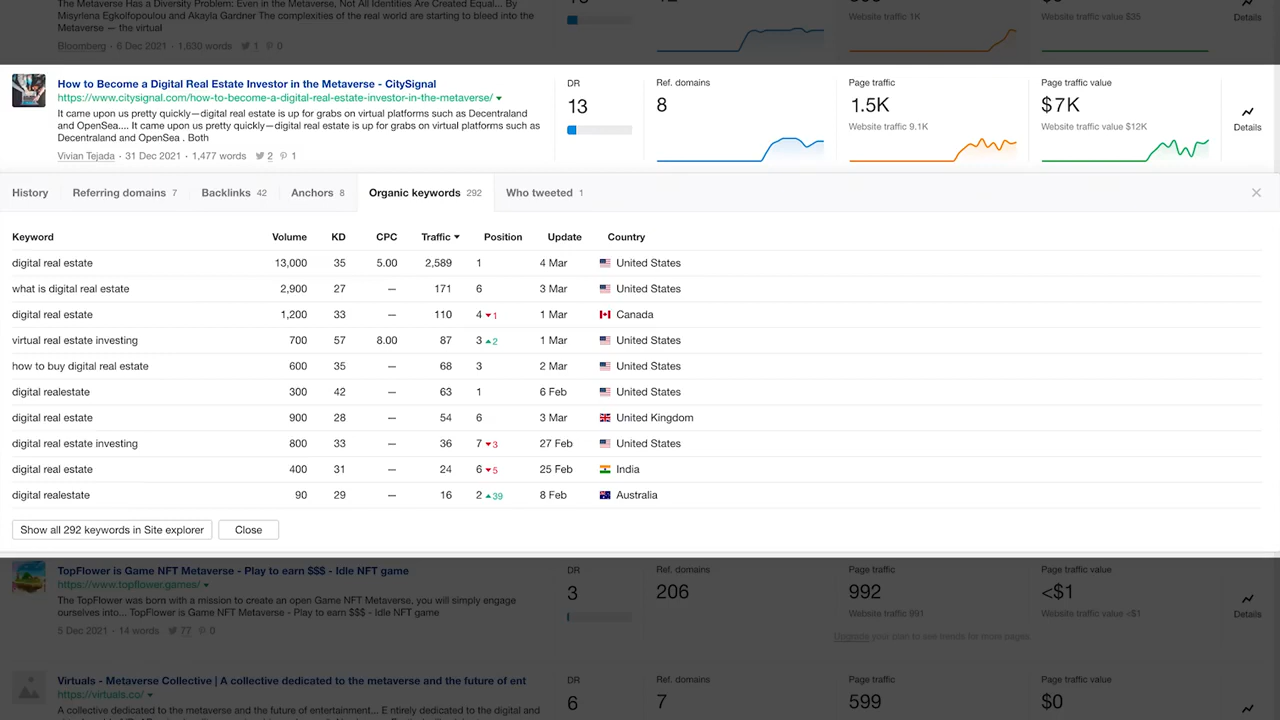 The Metaverse Has a Diversity Problem: Even in the Metaverse, Not All Identities Are Created Equal... By
Misyrlena Egkolfopoulou and Akayla Gardner The complexities of the real world are starting to bleed into the
Metaverse — the virtual
Bloomberg · 6 Dec 2021 · 1,630 words 1 0
Website traffic 1K
Website traffic value $35
Details
How to Become a Digital Real Estate Investor in the Metaverse - CitySignal
https://www.citysignal.com/how-to-become-a-digital-real-estate-investor-in-the-metaverse/
It came upon us pretty quickly—digital real estate is up for grabs on virtual platforms such as Decentraland
and OpenSea.... It came upon us pretty quickly—digital real estate is up for grabs on virtual platforms such as
Decentraland and OpenSea . Both
Vivian Tejada · 31 Dec 2021 · 1,477 words 2 1
DR
13
Ref. domains
8
Page traffic
1.5K
Website traffic 9.1K
Page traffic value
$7K
Website traffic value $12K
Details
History Referring domains 7 Backlinks 42 Anchors 8 Organic keywords 292 Who tweeted 1
Keyword Volume KD CPC Traffic Position Update Country
digital real estate 13,000 35 5.00 2,589 1 4 Mar United States
what is digital real estate 2,900 27 — 171 6 3 Mar United States
digital real estate 1,200 33 — 110 4 1 1 Mar Canada
virtual real estate investing 700 57 8.00 87 3 2 1 Mar United States
how to buy digital real estate 600 35 — 68 3 2 Mar United States
digital realestate 300 42 — 63 1 6 Feb United States
digital real estate 900 28 — 54 6 3 Mar United Kingdom
digital real estate investing 800 33 — 36 7 3 27 Feb United States
digital real estate 400 31 — 24 6 5 25 Feb India
digital realestate 90 29 — 16 2 39 8 Feb Australia
Show all 292 keywords in Site explorer Close
TopFlower is Game NFT Metaverse - Play to earn $$$ - Idle NFT game
https://www.topflower.games/
The TopFlower was born with a mission to create an open Game NFT Metaverse, you will simply engage
ourselves into... TopFlower is Game NFT Metaverse - Play to earn $$$ - Idle NFT game
5 Dec 2021 · 14 words 77 0
DR
3
Ref. domains
206
Page traffic
992
Website traffic 991
Page traffic value
<$1
Website traffic value <$1
Details
Upgrade your plan to see trends for more pages.
Virtuals - Metaverse Collective | A collective dedicated to the metaverse and the future of ent
https://virtuals.co/
A collective dedicated to the metaverse and the future of entertainment... E ntirely dedicated to the digital and
DR
6
Ref. domains
7
Page traffic
599
Page traffic value
$0
Details